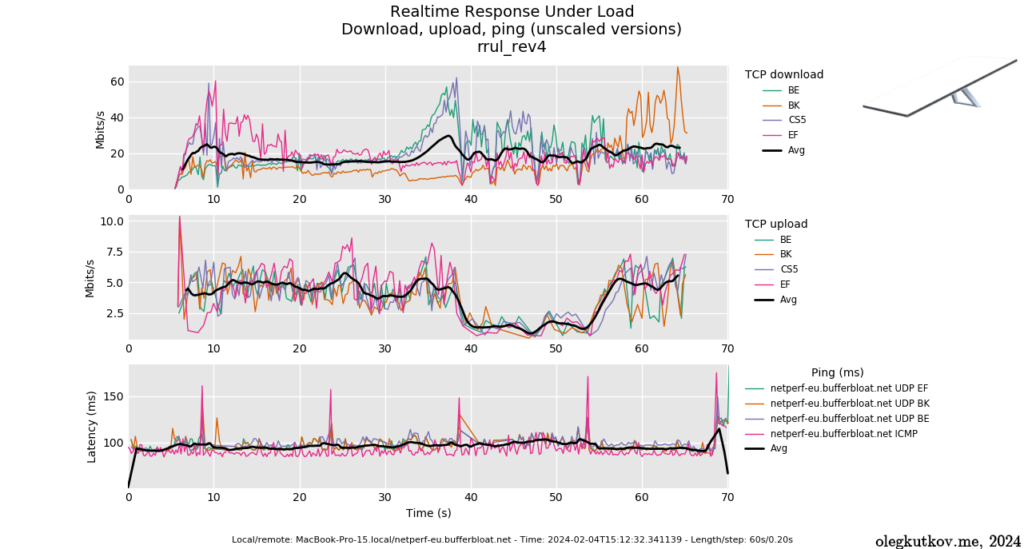 Realtime Response Under Load
Download, upload, ping (unscaled versions)
rrul_rev4
TCP download
BE
BK
CS5
EF
Avg
Mbits/s
60
40
20
0
0 10 20 30 40 50 60 70
TCP upload
BE
BK
CS5
EF
Avg
Mbits/s
10.0
7.5
5.0
2.5
0 10 20 30 40 50 60 70
Ping (ms)
netperf-eu.bufferbloat.net UDP EF
netperf-eu.bufferbloat.net UDP BK
netperf-eu.bufferbloat.net UDP BE
netperf-eu.bufferbloat.net ICMP
Avg
Latency (ms)
150
100
0 10 20 30 40 50 60 70
Time (s)
Local/remote: MacBook-Pro-15.local/netperf-eu.bufferbloat.net - Time: 2024-02-04T15:12:32.341139 - Length/step: 60s/0.20s
olegkutkov.me, 2024